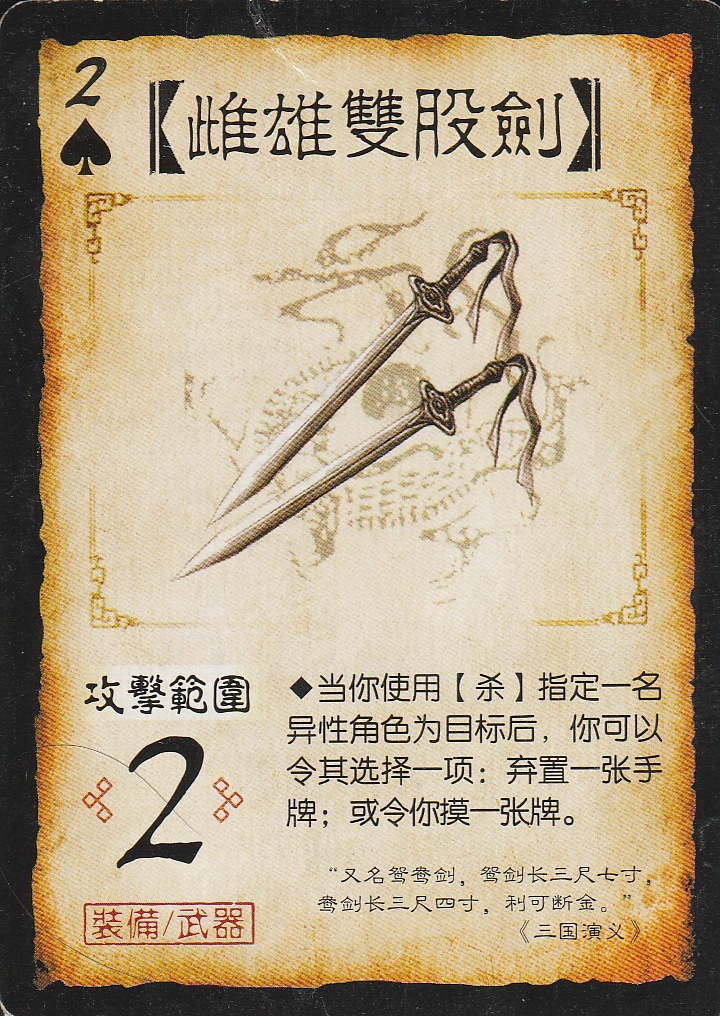 2
【雌雄雙股劍】
攻擊範圍
2
裝備/武器
◆当你使用【杀】指定一名
异性角色为目标后，你可以
令其选择一项：弃置一张手
牌；或令你摸一张牌。
“又名鸳鸯剑，鸳剑长三尺七寸，
鸯剑长三尺四寸，利可断金。”
《三国演义》